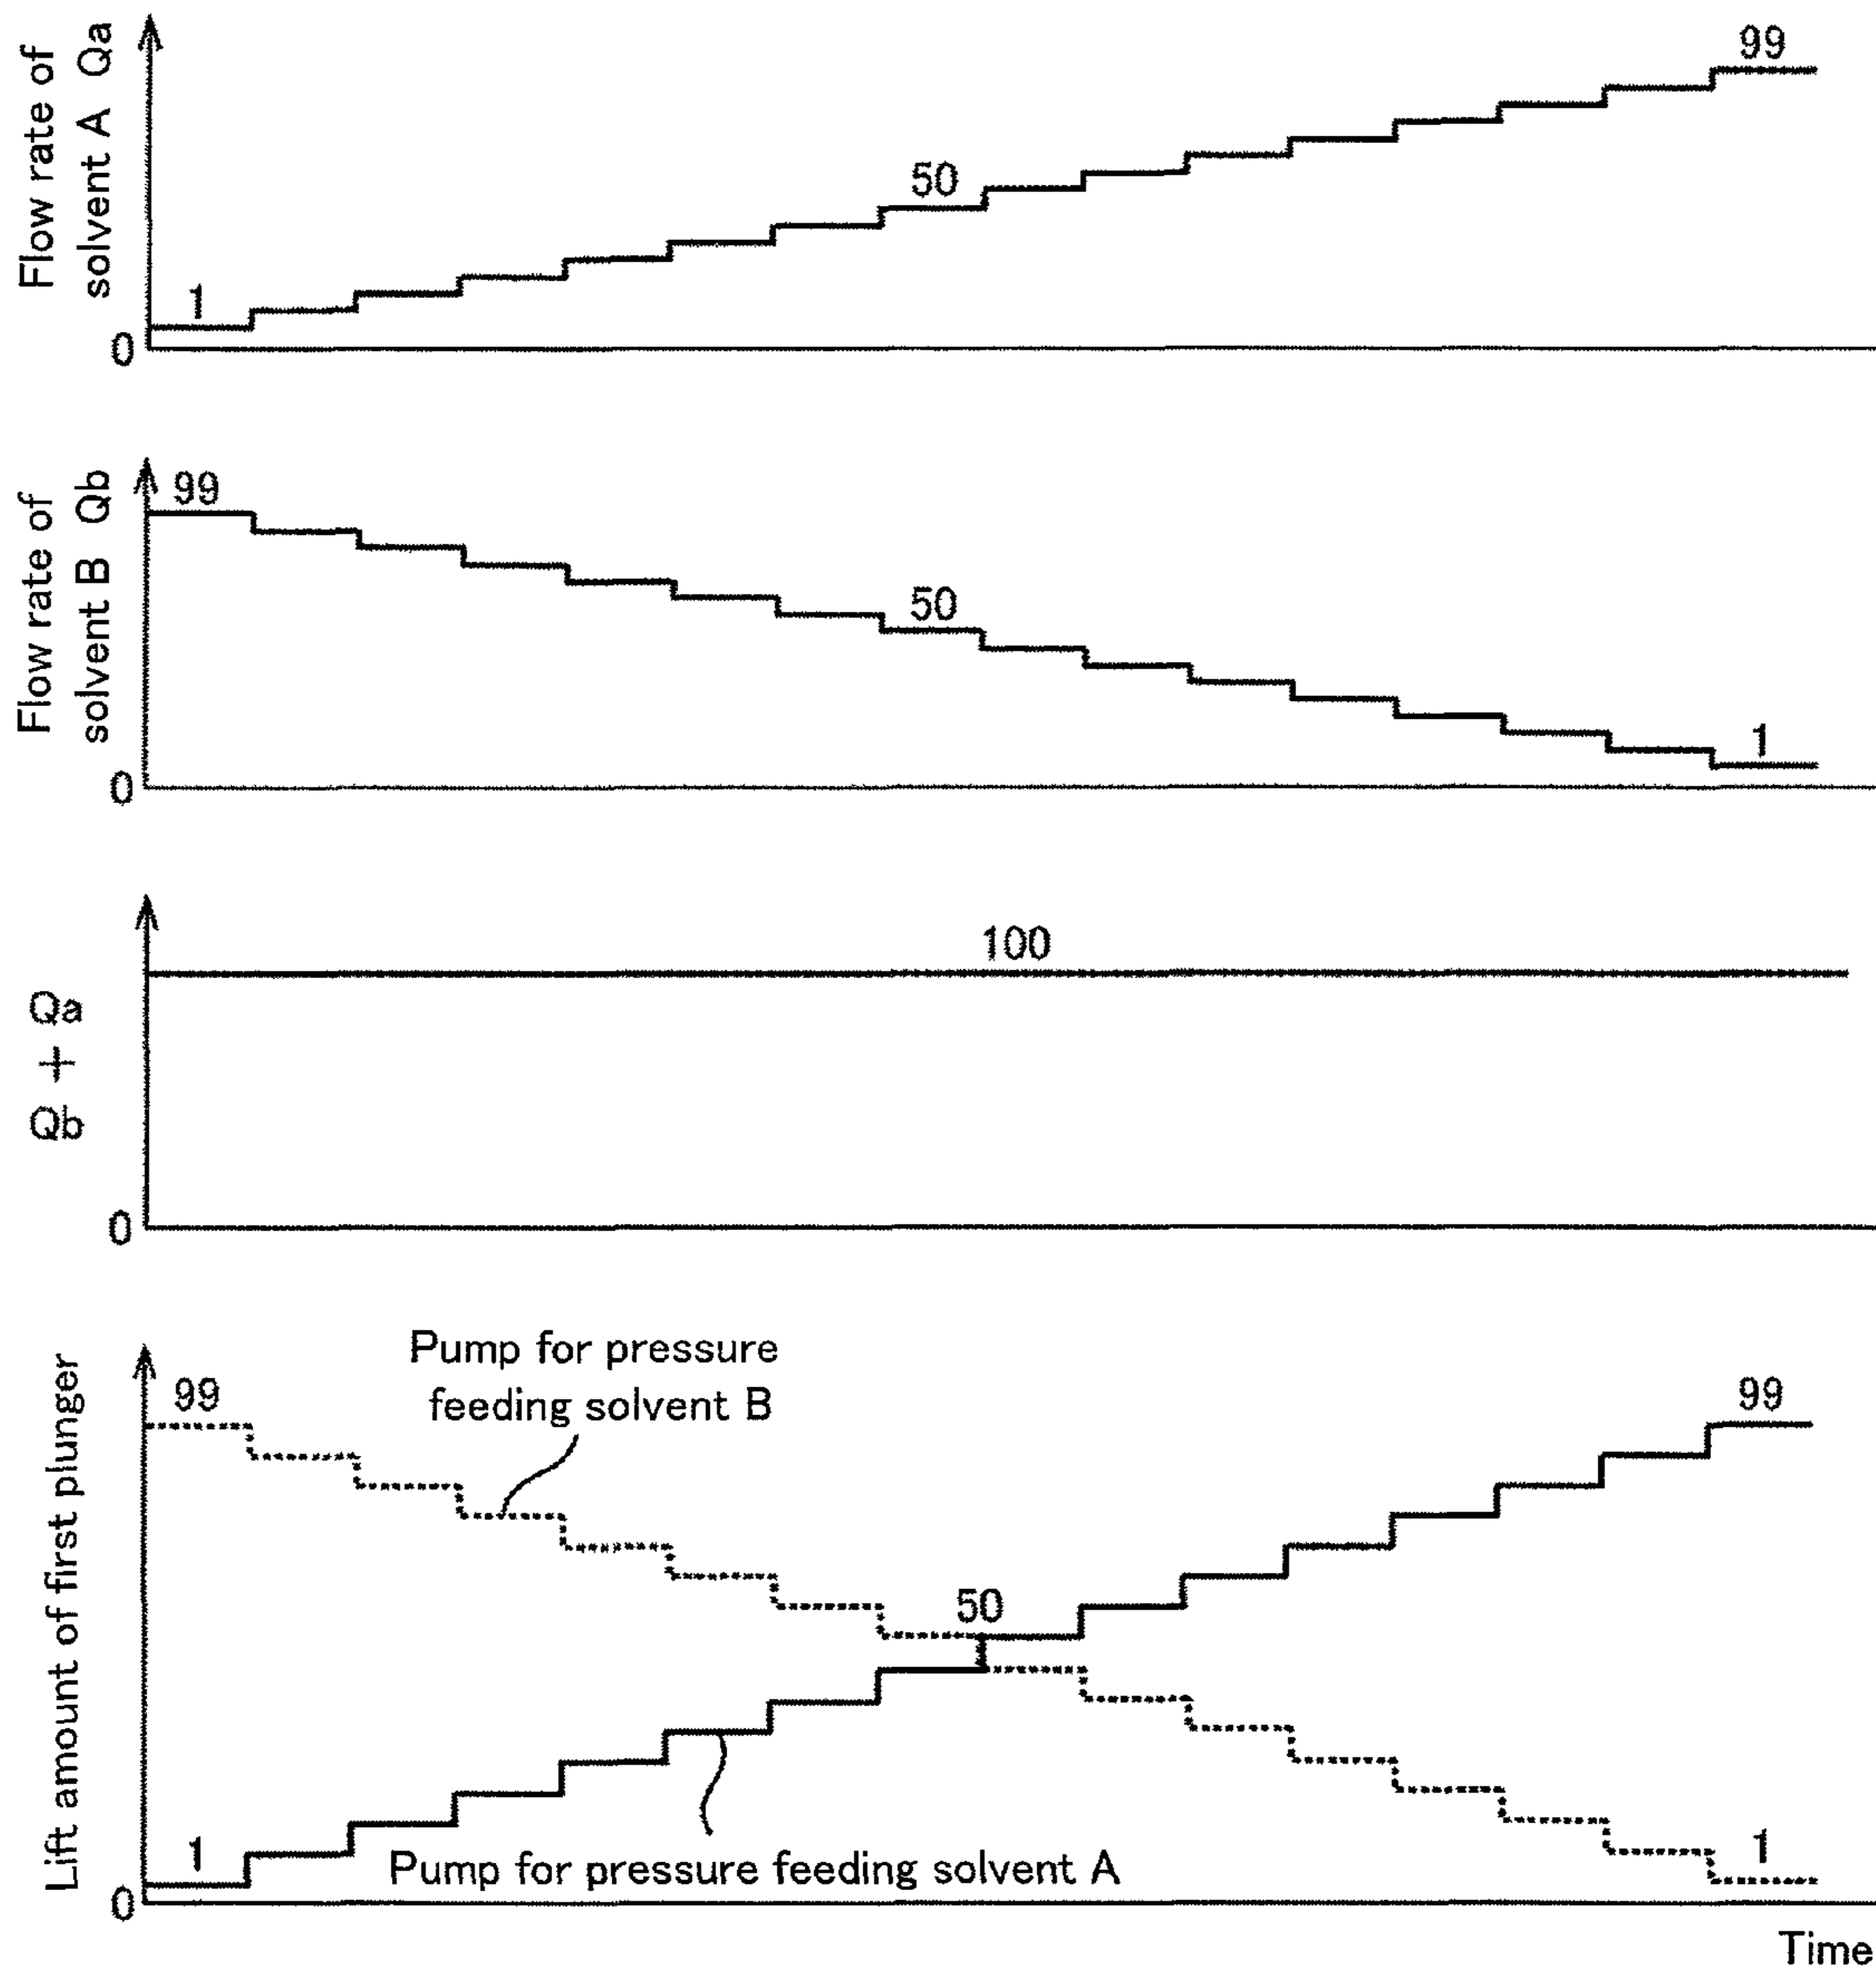 Flow rate of
solvent A Qa
0
1
50
99
Flow rate of
solvent B Qb
0
99
50
1
Qa
+
Qb
0
100
Lift amount of first plunger
0
99
Pump for pressure
feeding solvent B
50
99
1
Pump for pressure feeding solvent A
1
Time